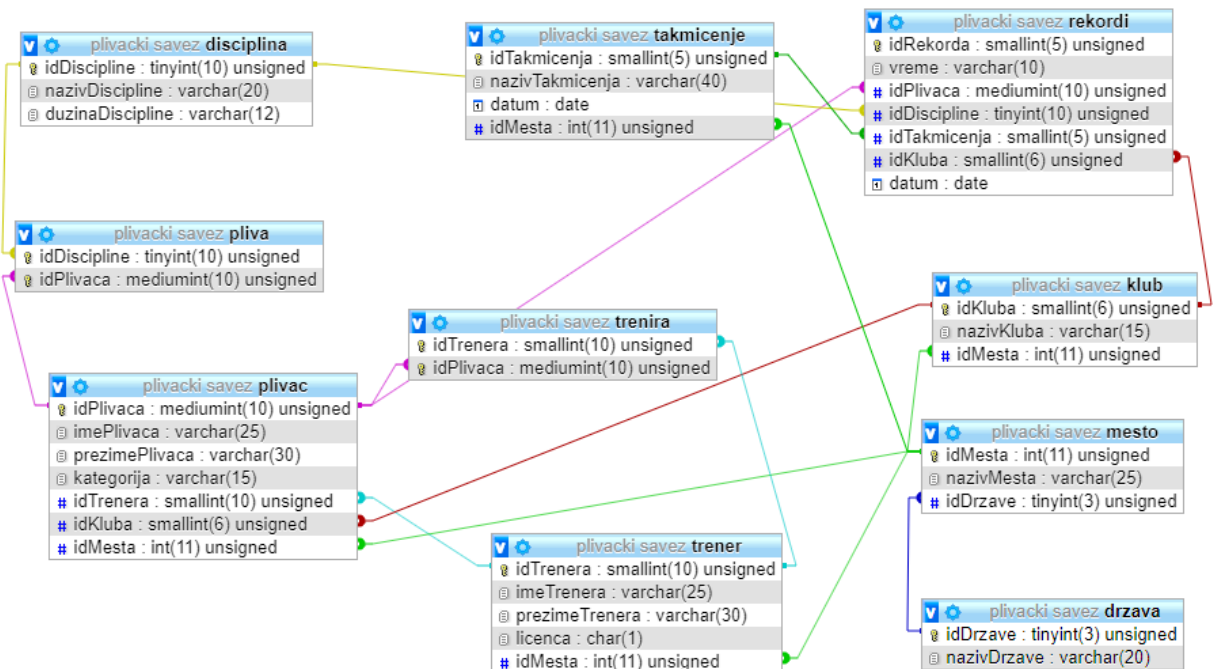 plivacki savez disciplina
idDiscipline : tinyint(10) unsigned
nazivDiscipline : varchar(20)
duzinaDiscipline : varchar(12)
plivacki savez takmicenje
idTakmicenja : smallint(5) unsigned
nazivTakmicenja : varchar(40)
datum : date
idMesta : int(11) unsigned
plivacki savez rekordi
idRekorda : smallint(5) unsigned
vreme : varchar(10)
idPlivaca : mediumint(10) unsigned
idDiscipline : tinyint(10) unsigned
idTakmicenja : smallint(5) unsigned
idKluba : smallint(6) unsigned
datum : date
plivacki savez pliva
idDiscipline : tinyint(10) unsigned
idPlivaca : mediumint(10) unsigned
plivacki savez klub
idKluba : smallint(6) unsigned
nazivKluba : varchar(15)
idMesta : int(11) unsigned
plivacki savez trenira
idTrenera : smallint(10) unsigned
idPlivaca : mediumint(10) unsigned
plivacki savez plivac
idPlivaca : mediumint(10) unsigned
imePlivaca : varchar(25)
prezimePlivaca : varchar(30)
kategorija : varchar(15)
idTrenera : smallint(10) unsigned
idKluba : smallint(6) unsigned
idMesta : int(11) unsigned
plivacki savez mesto
idMesta : int(11) unsigned
nazivMesta : varchar(25)
idDrzave : tinyint(3) unsigned
plivacki savez trener
idTrenera : smallint(10) unsigned
imeTrenera : varchar(25)
prezimeTrenera : varchar(30)
licenca : char(1)
idMesta : int(11) unsigned
plivacki savez drzava
idDrzave : tinyint(3) unsigned
nazivDrzave : varchar(20)